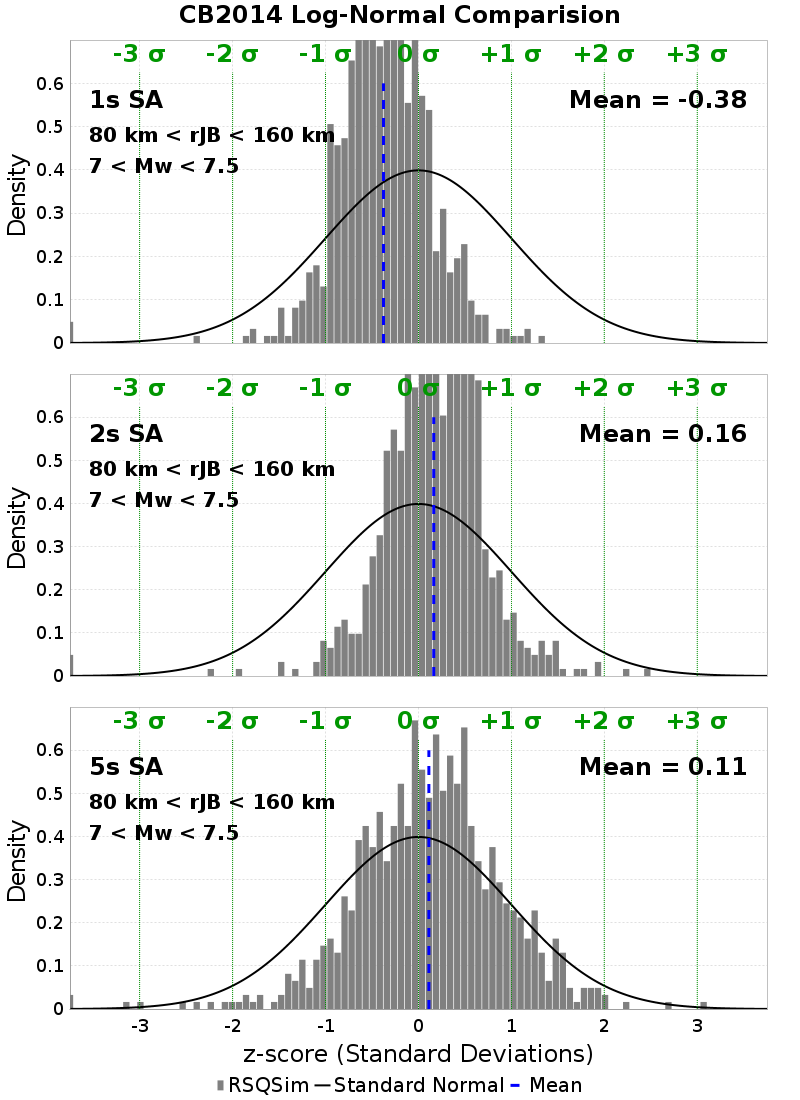 CB2014 Log-Normal Comparision
-3 σ -2 σ -1 σ 0 σ +1 σ +2 σ +3 σ
1s SA
Mean = -0.38
80 km < rJB < 160 km
7 < Mw < 7.5
Density
0.6
0.5
0.4
0.3
0.2
0.1
0
-3 σ -2 σ -1 σ 0 σ +1 σ +2 σ +3 σ
2s SA
Mean = 0.16
80 km < rJB < 160 km
7 < Mw < 7.5
Density
0.6
0.5
0.4
0.3
0.2
0.1
0
-3 σ -2 σ -1 σ 0 σ +1 σ +2 σ +3 σ
5s SA
Mean = 0.11
80 km < rJB < 160 km
7 < Mw < 7.5
Density
0.6
0.5
0.4
0.3
0.2
0.1
0
-3 -2 -1 0 1 2 3
z-score (Standard Deviations)
RSQSim Standard Normal Mean